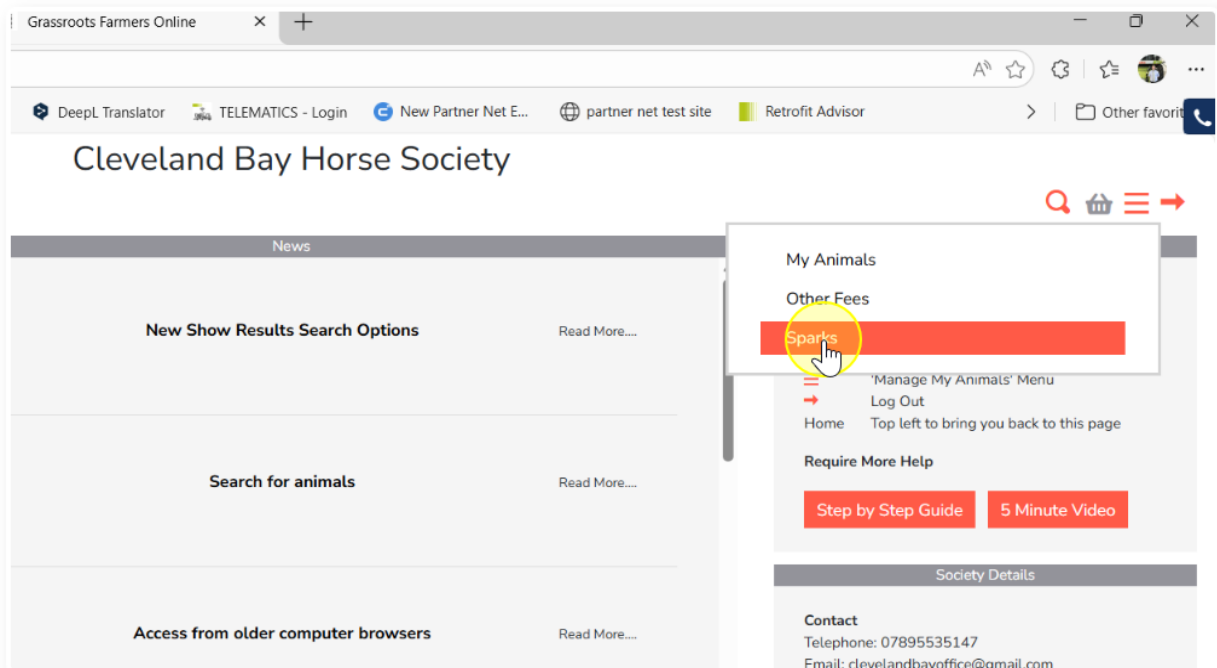 Grassroots Farmers Online
DeepL Translator TELEMATICS - Login New Partner Net E... partner net test site Retrofit Advisor Other favorit
Cleveland Bay Horse Society
News
My Animals
Other Fees
Sparks
New Show Results Search Options Read More....
'Manage My Animals' Menu
Log Out
Home Top left to bring you back to this page
Require More Help
Search for animals Read More....
Step by Step Guide 5 Minute Video
Society Details
Contact
Access from older computer browsers Read More....
Telephone: 07895535147
Email: clevelandbayoffice@gmail.com